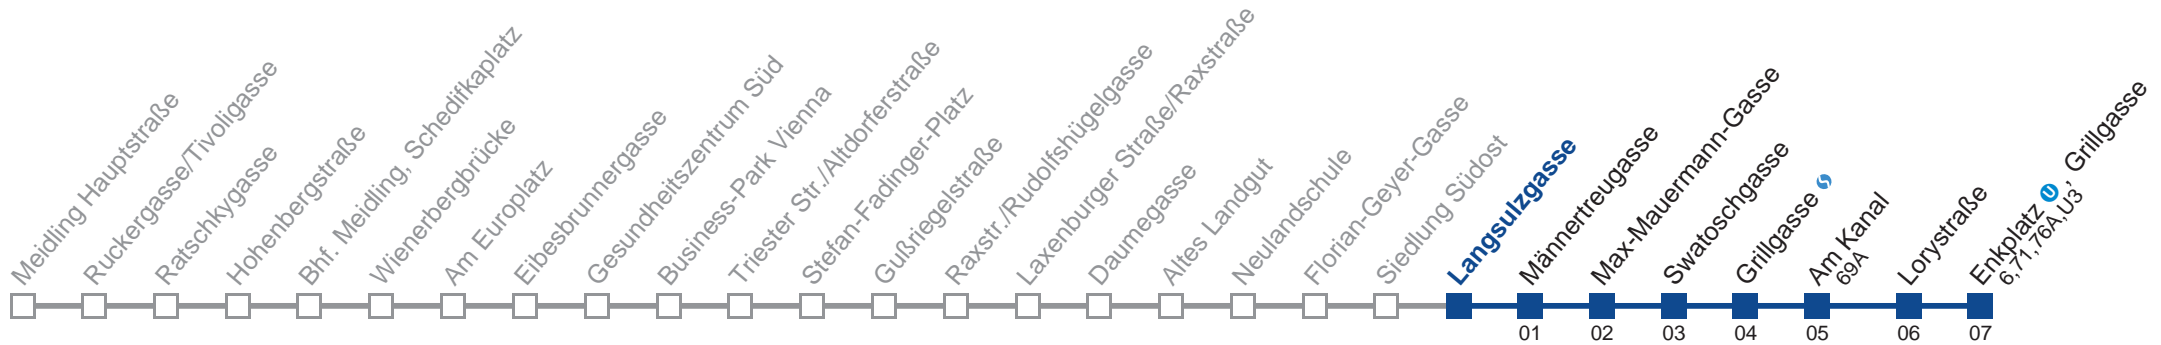 Meidling Hauptstraße
Ruckergasse/Tivoligasse
Ratschkygasse
Hohenbergstraße
Bhf. Meidling, Schedifkaplatz
Wienerbergbrücke
Am Europlatz
Eibesbrunnergasse
Gesundheitszentrum Süd
Business-Park Vienna
Triester Str./Altdorferstraße
Stefan-Fadinger-Platz
Gußriegelstraße
Raxstr./Rudolfshügelgasse
Laxenburger Straße/Raxstraße
Daumegasse
Altes Landgut
Neulandschule
Florian-Geyer-Gasse
Siedlung Südost
Langsulzgasse
Männertreugasse
Max-Mauermann-Gasse
Swatoschgasse
Grillgasse S
Am Kanal
69A
Lorystraße
Enkplatz U , Grillgasse
6,71,76A,U3
01
02
03
04
05
06
07